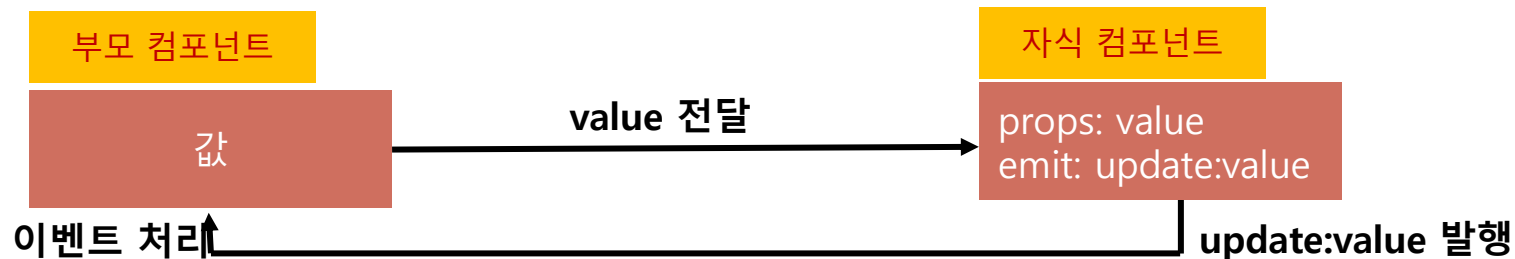 부모 컴포넌트
자식 컴포넌트
값
value 전달
props: value
emit: update:value
이벤트 처리
update:value 발행